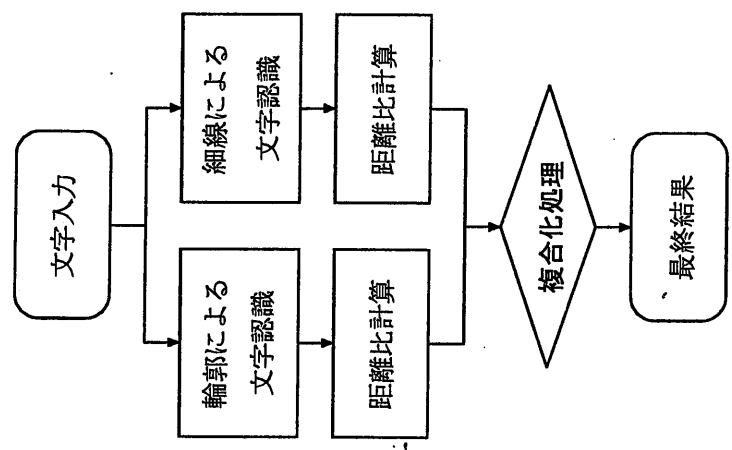 文字入力
輪郭による
文字認識
細線による
文字認識
距離比計算
距離比計算
複合化処理
最終結果